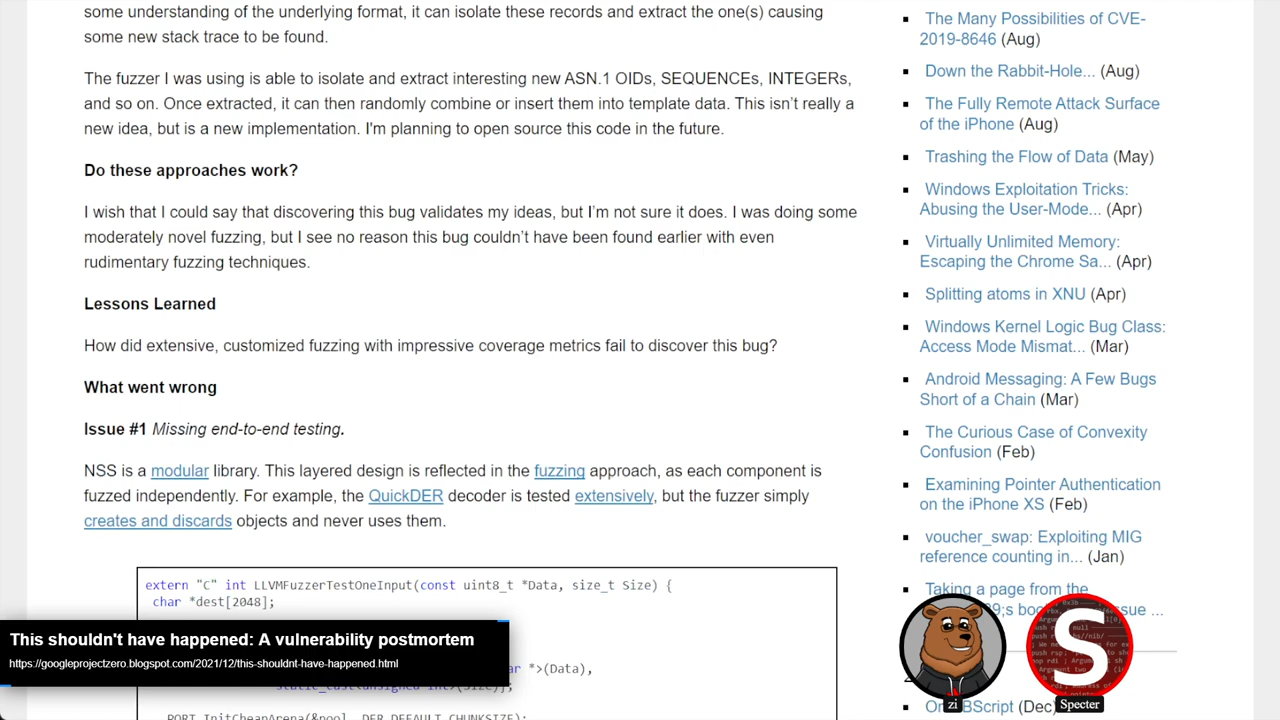 some understanding of the underlying format, it can isolate these records and extract the one(s) causing
some new stack trace to be found.
The fuzzer I was using is able to isolate and extract interesting new ASN.1 OIDs, SEQUENCEs, INTEGERs,
and so on. Once extracted, it can then randomly combine or insert them into template data. This isn't really a
new idea, but is a new implementation. I'm planning to open source this code in the future.
Do these approaches work?
I wish that I could say that discovering this bug validates my ideas, but I'm not sure it does. I was doing some
moderately novel fuzzing, but I see no reason this bug couldn't have been found earlier with even
rudimentary fuzzing techniques.
Lessons Learned
How did extensive, customized fuzzing with impressive coverage metrics fail to discover this bug?
What went wrong
Issue #1 Missing end-to-end testing.
NSS is a modular library. This layered design is reflected in the fuzzing approach, as each component is
fuzzed independently. For example, the QuickDER decoder is tested extensively, but the fuzzer simply
creates and discards objects and never uses them.
extern "C" int LLVMFuzzerTestOneInput(const uint8_t *Data, size_t Size) {
char *dest[2048];
ar *>(Data),
PORT_InitCheapArena(&pool, DER_DEFAULT_CHUNKSIZE);
This shouldn't have happened: A vulnerability postmortem
https://googleprojectzero.blogspot.com/2021/12/this-shouldnt-have-happened.html
The Many Possibilities of CVE-
2019-8646 (Aug)
Down the Rabbit-Hole... (Aug)
The Fully Remote Attack Surface
of the iPhone (Aug)
Trashing the Flow of Data (May)
Windows Exploitation Tricks:
Abusing the User-Mode... (Apr)
Virtually Unlimited Memory:
Escaping the Chrome Sa... (Apr)
Splitting atoms in XNU (Apr)
Windows Kernel Logic Bug Class:
Access Mode Mismat... (Mar)
Android Messaging: A Few Bugs
Short of a Chain (Mar)
The Curious Case of Convexity
Confusion (Feb)
Examining Pointer Authentication
on the iPhone XS (Feb)
voucher_swap: Exploiting MIG
reference counting in... (Jan)
Taking a page from the
9;s bo ssue ...
S
zi
Specter
On BScript (Dec)